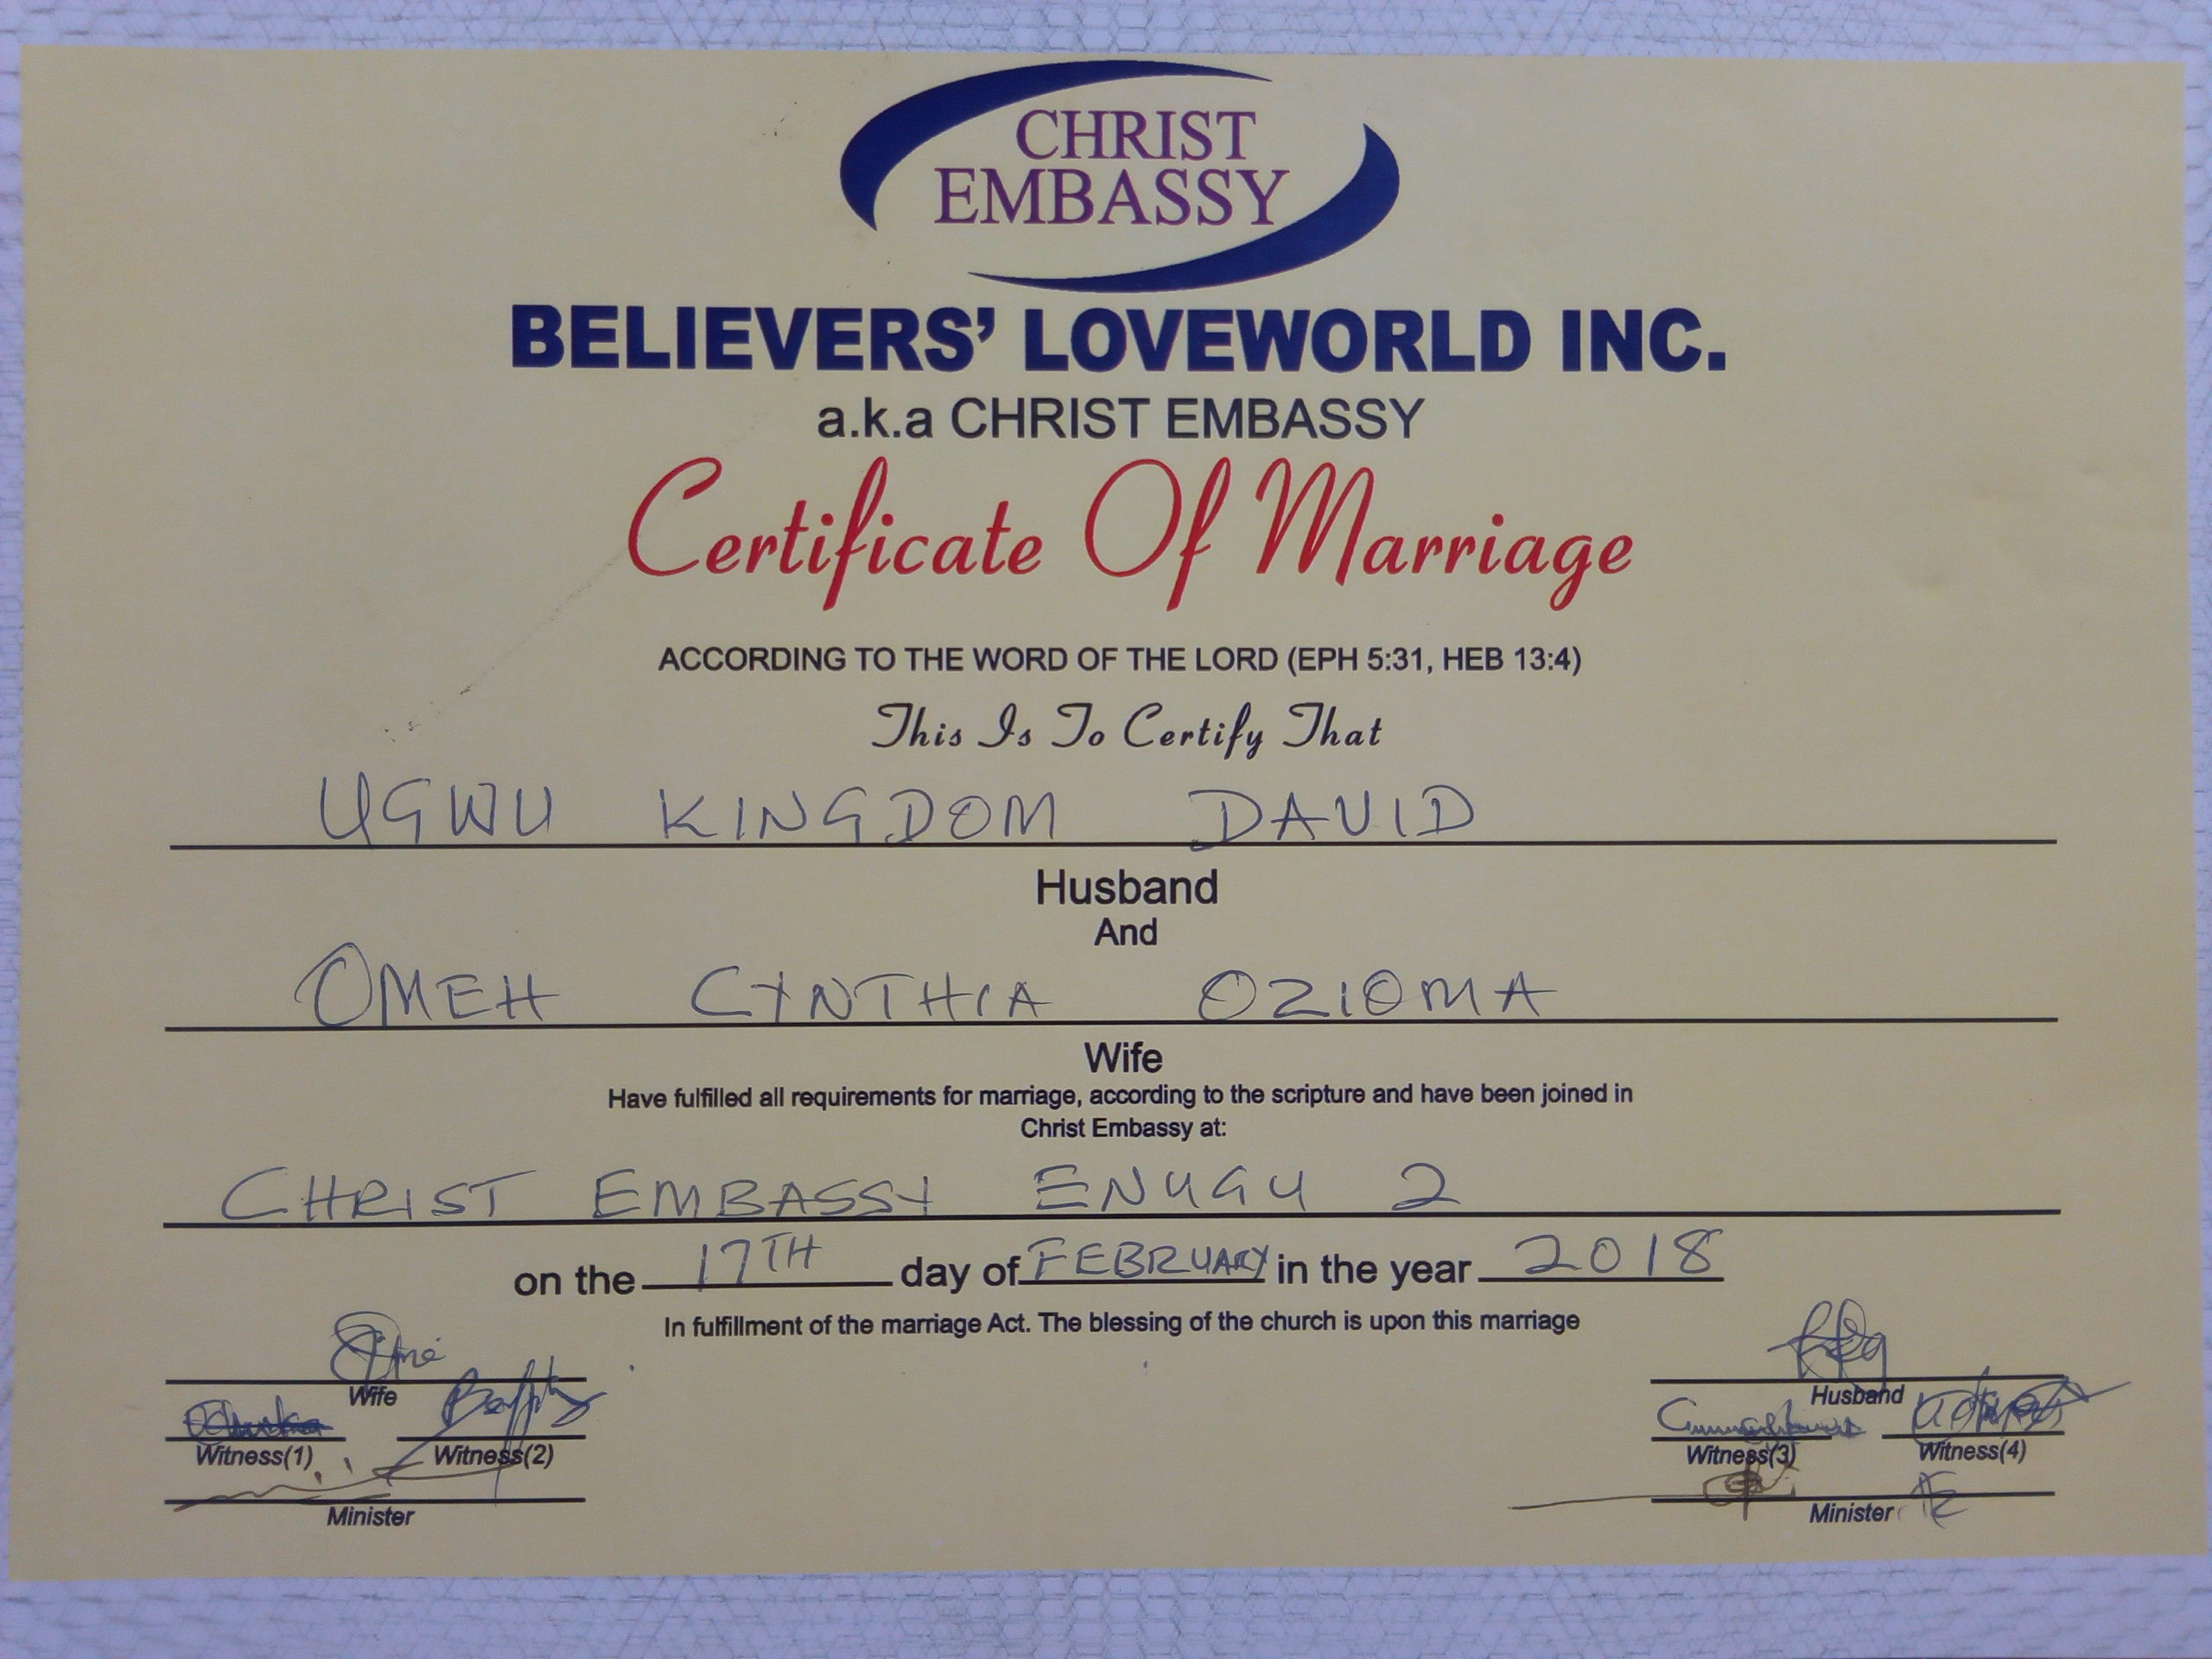 CHRIST
EMBASSY
BELIEVERS' LOVEWORLD INC.
a.k.a CHRIST EMBASSY
Certificate Of Marriage
ACCORDING TO THE WORD OF THE LORD (EPH 5:31, HEB 13:4)
This Is To Certify That
UGWU KINGDOM DAVID
Husband
And
OMEH CYNTHIA OZIOMA
Wife
Have fulfilled all requirements for marriage, according to the scripture and have been joined in
Christ Embassy at:
CHRIST EMBASSY ENUGU 2
on the 17TH day of FEBRUARY in the year 2018
In fulfillment of the marriage Act. The blessing of the church is upon this marriage
Wife Husband
Witness(1) Witness(2) Witness(3) Witness(4)
Minister Minister